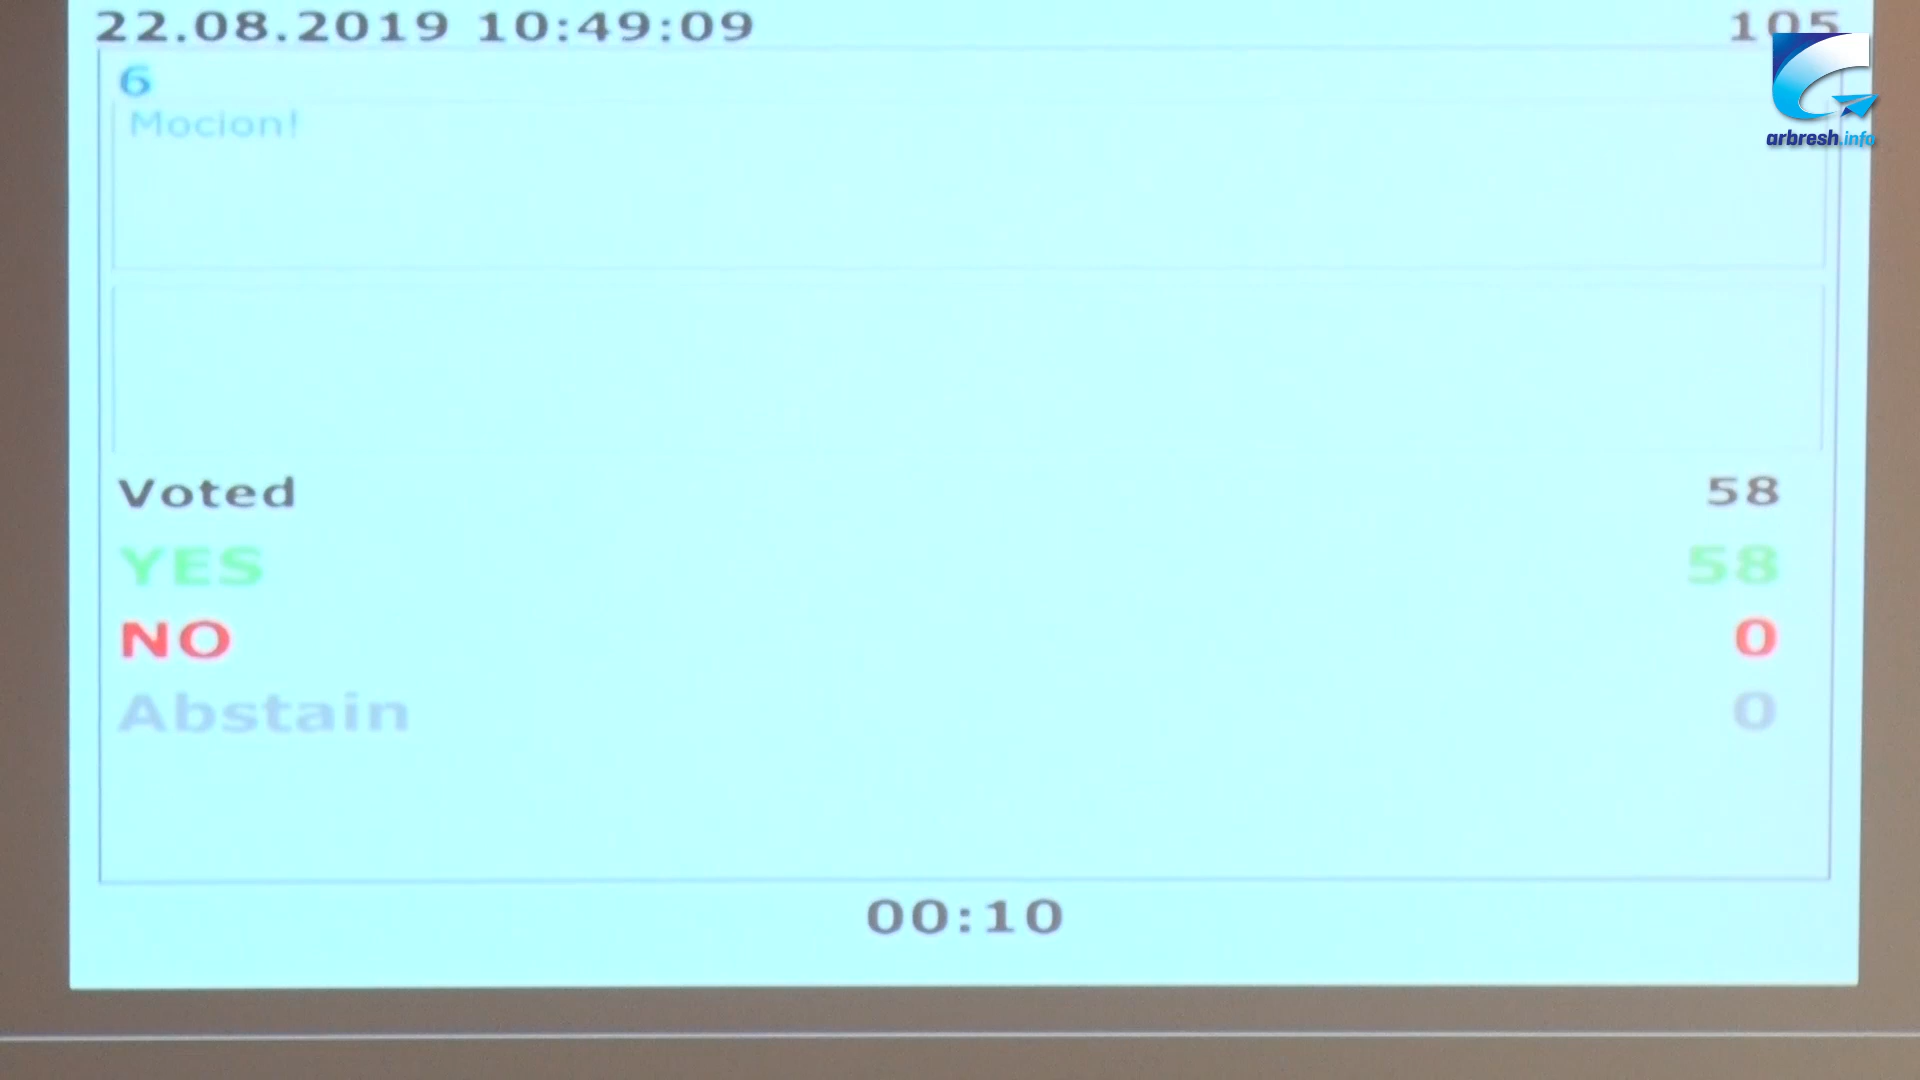 22.08.2019 10:49:09 105
6
Mocion!
arbresh.info
Voted 58
YES 58
NO 0
Abstain 0
00:10